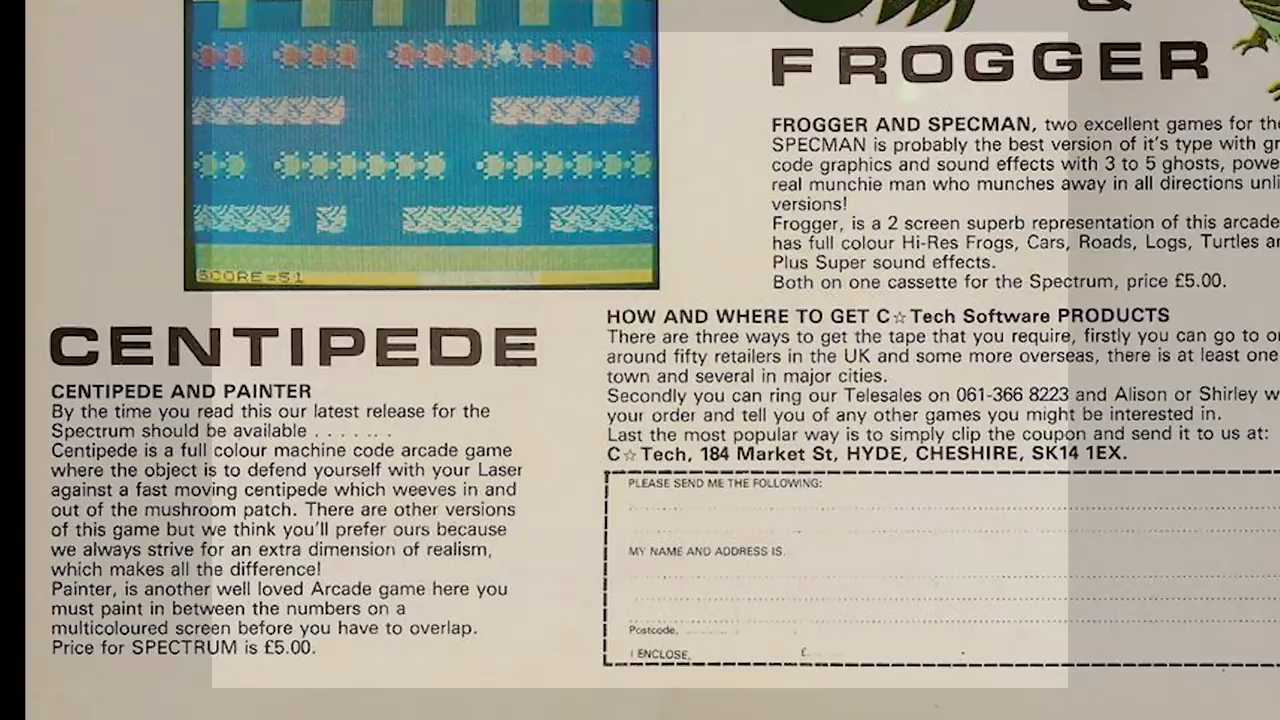 SCORE=51
&
FROGGER
FROGGER AND SPECMAN, two excellent games for the
SPECMAN is probably the best version of it's type with
code graphics and sound effects with 3 to 5 ghosts,
real munchie man who munches away in all directions
versions!
Frogger, is a 2 screen superb representation of this arcade
has full colour Hi-Res Frogs, Cars, Roads, Logs, Turtles
Plus Super sound effects.
Both on one cassette for the Spectrum, price £5.00.
CENTIPEDE
CENTIPEDE AND PAINTER
By the time you read this our latest release for the
Spectrum should be available . . . . . . .
Centipede is a full colour machine code arcade game
where the object is to defend yourself with your Laser
against a fast moving centipede which weeves in and
out of the mushroom patch. There are other versions
of this game but we think you'll prefer ours because
we always strive for an extra dimension of realism,
which makes all the difference!
Painter, is another well loved Arcade game here you
must paint in between the numbers on a
multicoloured screen before you have to overlap.
Price for SPECTRUM is £5.00.
HOW AND WHERE TO GET C☆Tech Software PRODUCTS
There are three ways to get the tape that you require, firstly you can go to
around fifty retailers in the UK and some more overseas, there is at least one
town and several in major cities.
Secondly you can ring our Telesales on 061-366 8223 and Alison or Shirley
your order and tell you of any other games you might be interested in.
Last the most popular way is to simply clip the coupon and send it to us at:
C☆Tech, 184 Market St, HYDE, CHESHIRE, SK14 1EX.
PLEASE SEND ME THE FOLLOWING:
MY NAME AND ADDRESS IS.
Postcode.
I ENCLOSE. £